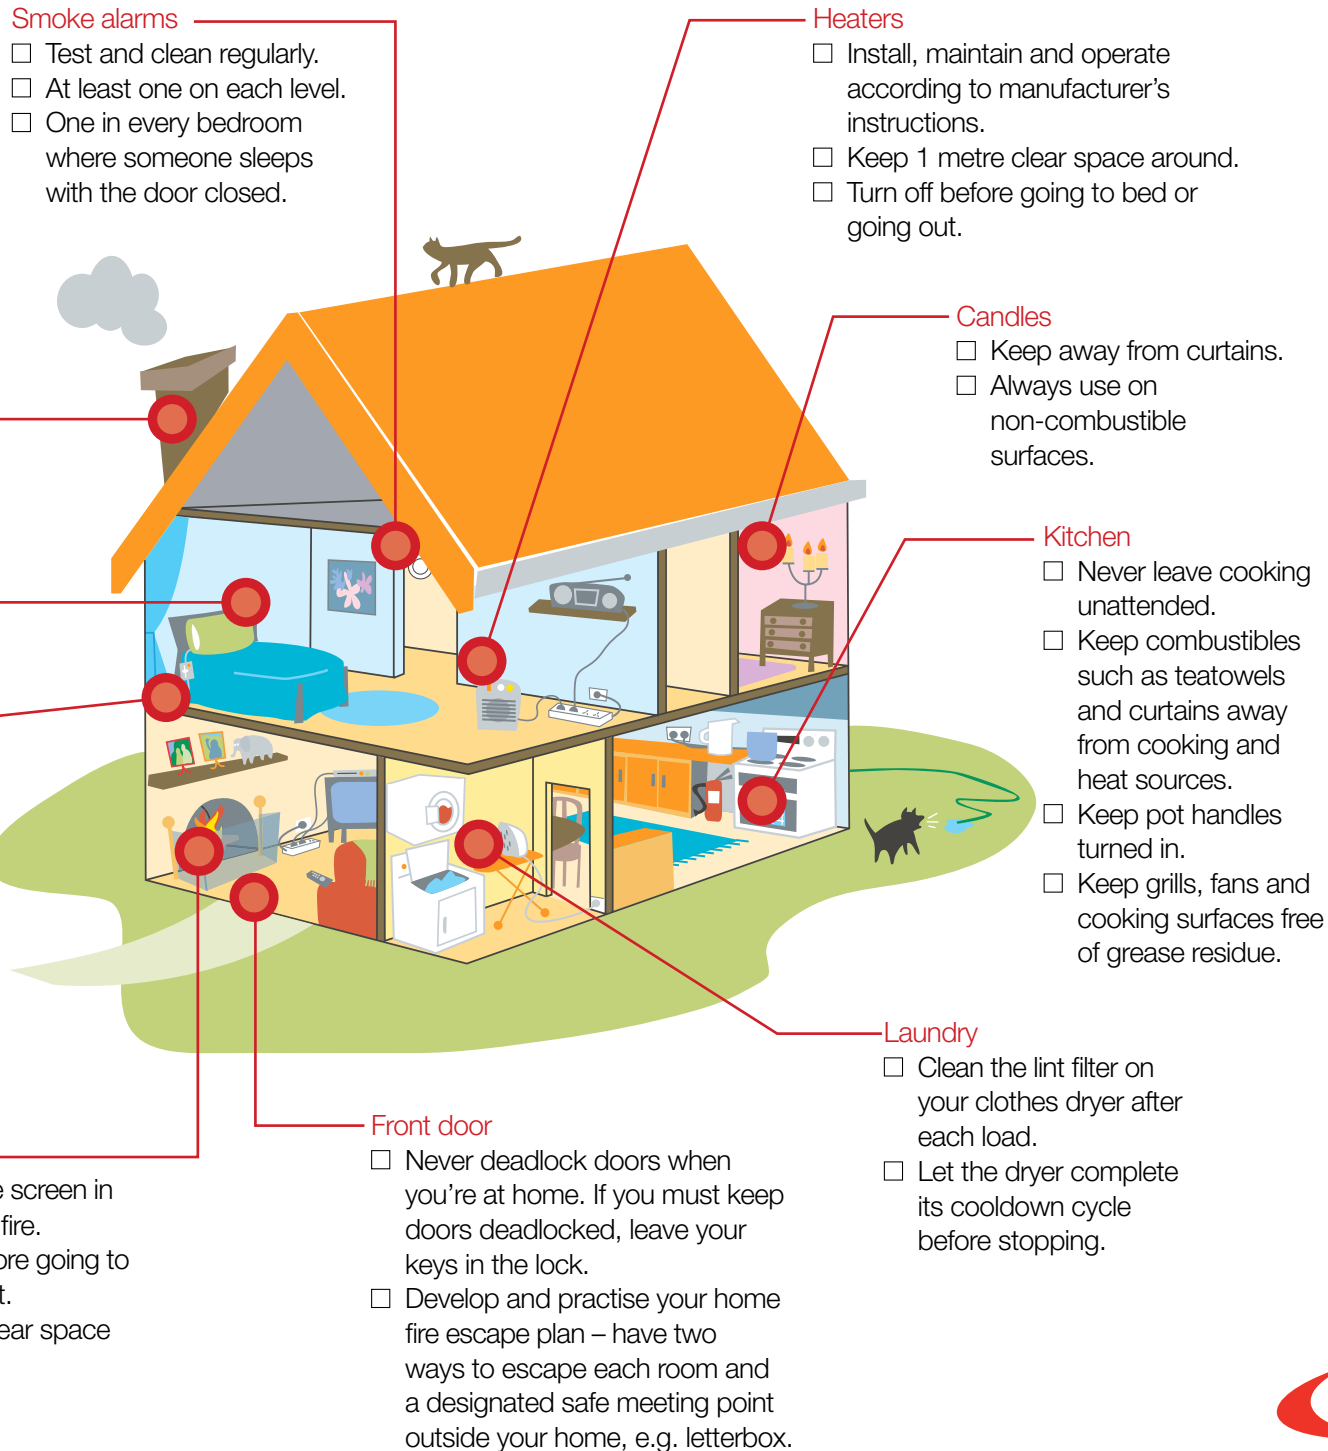 Smoke alarms
☐ Test and clean regularly.
☐ At least one on each level.
☐ One in every bedroom
where someone sleeps
with the door closed.
Heaters
☐ Install, maintain and operate
according to manufacturer's
instructions.
☐ Keep 1 metre clear space around.
☐ Turn off before going to bed or
going out.
Candles
☐ Keep away from curtains.
☐ Always use on
non-combustible
surfaces.
Kitchen
☐ Never leave cooking
unattended.
☐ Keep combustibles
such as teatowels
and curtains away
from cooking and
heat sources.
☐ Keep pot handles
turned in.
☐ Keep grills, fans and
cooking surfaces free
of grease residue.
Laundry
☐ Clean the lint filter on
your clothes dryer after
each load.
☐ Let the dryer complete
its cooldown cycle
before stopping.
Front door
☐ Never deadlock doors when
you're at home. If you must keep
doors deadlocked, leave your
keys in the lock.
☐ Develop and practise your home
fire escape plan – have two
ways to escape each room and
a designated safe meeting point
outside your home, e.g. letterbox.
screen in
fire.
going to
space